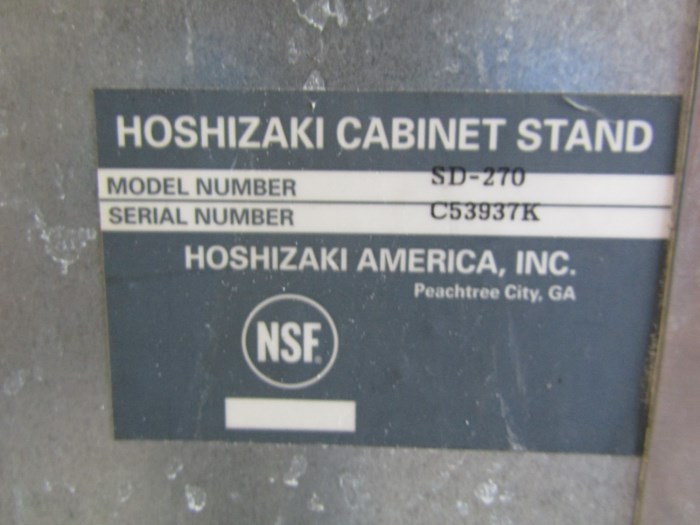 HOSHIZAKI CABINET STAND
MODEL NUMBER SD-270
SERIAL NUMBER C53937K
HOSHIZAKI AMERICA, INC.
Peachtree City, GA
NSF®